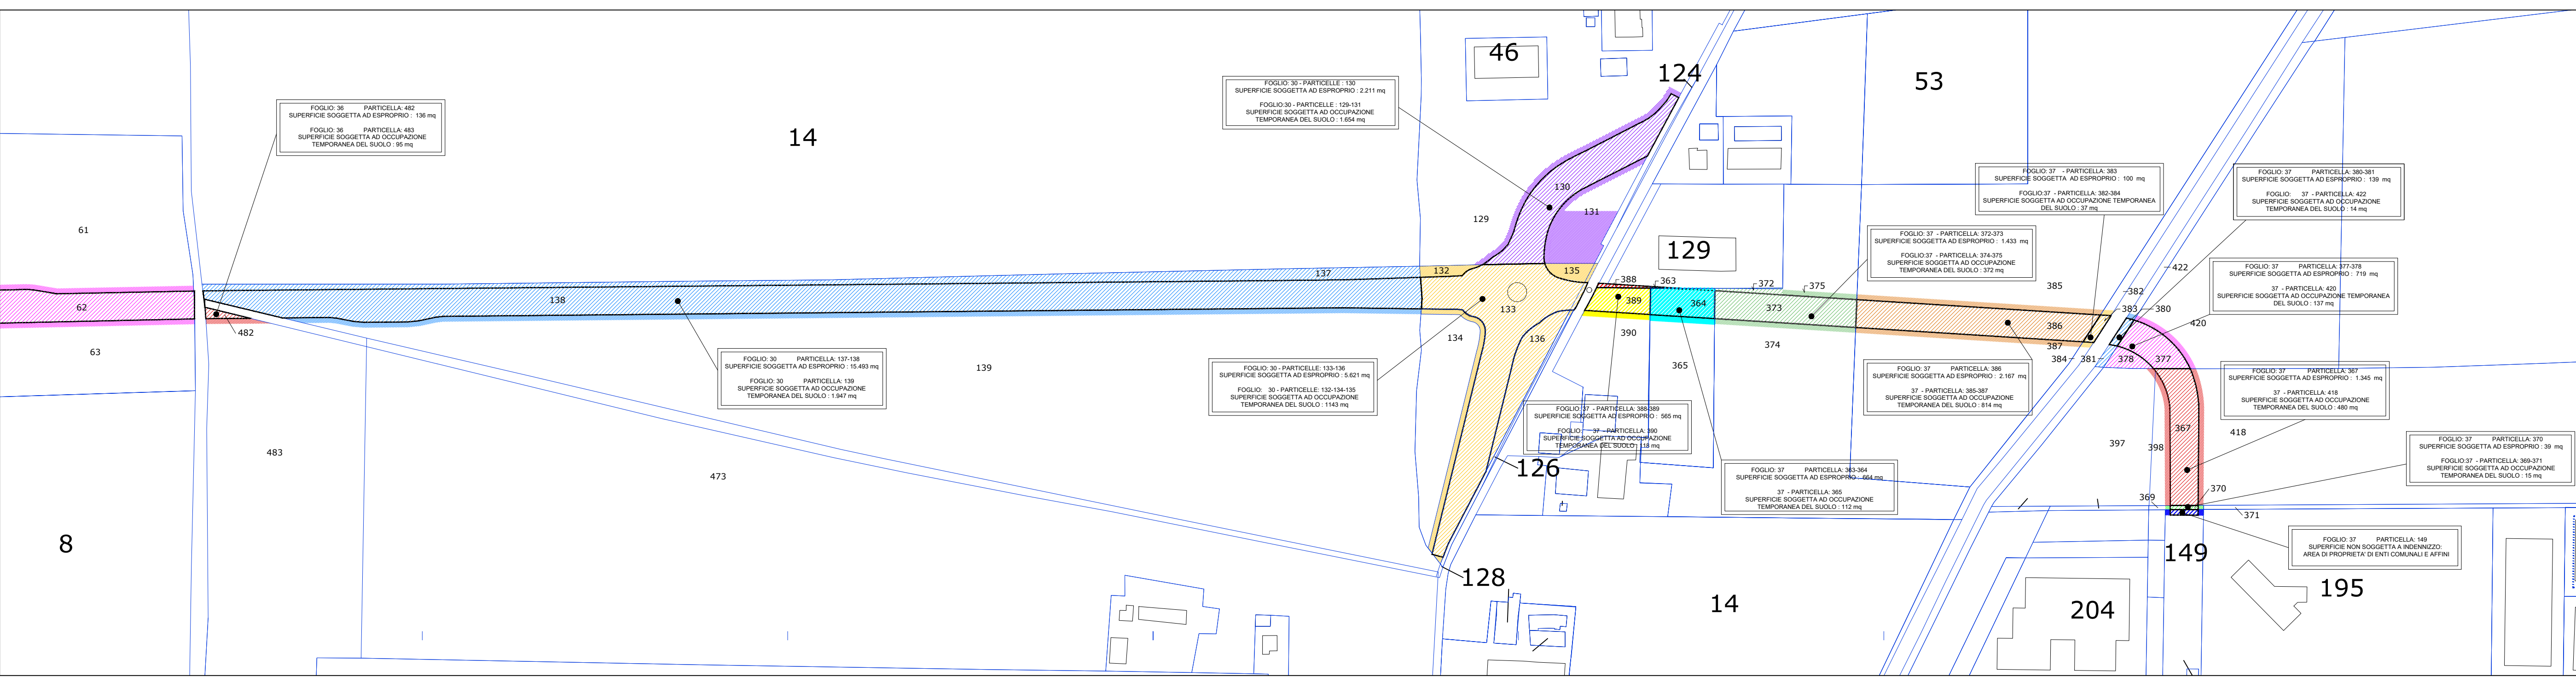 46
124
53
14
FOGLIO: 36 PARTICELLA: 482
SUPERFICIE SOGGETTA AD ESPROPRIO : 136 mq
FOGLIO: 36 PARTICELLA: 483
SUPERFICIE SOGGETTA AD OCCUPAZIONE
TEMPORANEA DEL SUOLO : 95 mq
FOGLIO: 30 - PARTICELLE : 130
SUPERFICIE SOGGETTA AD ESPROPRIO : 2.211 mq
FOGLIO:30 - PARTICELLE : 129-131
SUPERFICIE SOGGETTA AD OCCUPAZIONE
TEMPORANEA DEL SUOLO : 1.654 mq
FOGLIO: 37 - PARTICELLA: 383
SUPERFICIE SOGGETTA AD ESPROPRIO : 100 mq
FOGLIO:37 - PARTICELLA: 382-384
SUPERFICIE SOGGETTA AD OCCUPAZIONE TEMPORANEA
DEL SUOLO : 37 mq
FOGLIO: 37 PARTICELLA: 380-381
SUPERFICIE SOGGETTA AD ESPROPRIO : 139 mq
FOGLIO: 37 - PARTICELLA: 422
SUPERFICIE SOGGETTA AD OCCUPAZIONE
TEMPORANEA DEL SUOLO : 14 mq
130
131
129
61
FOGLIO: 37 - PARTICELLA: 372-373
SUPERFICIE SOGGETTA AD ESPROPRIO : 1.433 mq
FOGLIO:37 - PARTICELLA: 374-375
SUPERFICIE SOGGETTA AD OCCUPAZIONE
TEMPORANEA DEL SUOLO : 372 mq
129
422
FOGLIO: 37 PARTICELLA: 377-378
SUPERFICIE SOGGETTA AD ESPROPRIO : 719 mq
37 - PARTICELLA: 420
SUPERFICIE SOGGETTA AD OCCUPAZIONE TEMPORANEA
DEL SUOLO : 137 mq
137
132
135
388
363
372
375
385
382
62
138
389
364
373
383
380
133
482
386
420
390
134
136
374
387
63
384
381
378
377
365
139
FOGLIO: 30 PARTICELLA: 137-138
SUPERFICIE SOGGETTA AD ESPROPRIO : 15.493 mq
FOGLIO: 30 PARTICELLA: 139
SUPERFICIE SOGGETTA AD OCCUPAZIONE
TEMPORANEA DEL SUOLO : 1.947 mq
FOGLIO: 30 - PARTICELLE: 133-136
SUPERFICIE SOGGETTA AD ESPROPRIO : 5.621 mq
FOGLIO: 30 - PARTICELLE: 132-134-135
SUPERFICIE SOGGETTA AD OCCUPAZIONE
TEMPORANEA DEL SUOLO : 1143 mq
FOGLIO: 37 PARTICELLA: 386
SUPERFICIE SOGGETTA AD ESPROPRIO : 2.167 mq
37 - PARTICELLA: 385-387
SUPERFICIE SOGGETTA AD OCCUPAZIONE
TEMPORANEA DEL SUOLO : 814 mq
FOGLIO: 37 PARTICELLA: 367
SUPERFICIE SOGGETTA AD ESPROPRIO : 1.345 mq
37 - PARTICELLA: 418
SUPERFICIE SOGGETTA AD OCCUPAZIONE
TEMPORANEA DEL SUOLO : 480 mq
FOGLIO: 37 - PARTICELLA: 388-389
SUPERFICIE SOGGETTA AD ESPROPRIO : 565 mq
FOGLIO: 37 - PARTICELLA: 390
SUPERFICIE SOGGETTA AD OCCUPAZIONE
TEMPORANEA DEL SUOLO : 118 mq
367
418
397
398
483
473
126
FOGLIO: 37 PARTICELLA: 363-364
SUPERFICIE SOGGETTA AD ESPROPRIO : 664 mq
37 - PARTICELLA: 365
SUPERFICIE SOGGETTA AD OCCUPAZIONE
TEMPORANEA DEL SUOLO : 112 mq
FOGLIO: 37 PARTICELLA: 370
SUPERFICIE SOGGETTA AD ESPROPRIO : 39 mq
FOGLIO:37 - PARTICELLA: 369-371
SUPERFICIE SOGGETTA AD OCCUPAZIONE
TEMPORANEA DEL SUOLO : 15 mq
370
369
371
8
FOGLIO: 37 PARTICELLA: 149
SUPERFICIE NON SOGGETTA A INDENNIZZO:
AREA DI PROPRIETA' DI ENTI COMUNALI E AFFINI
149
128
195
14
204